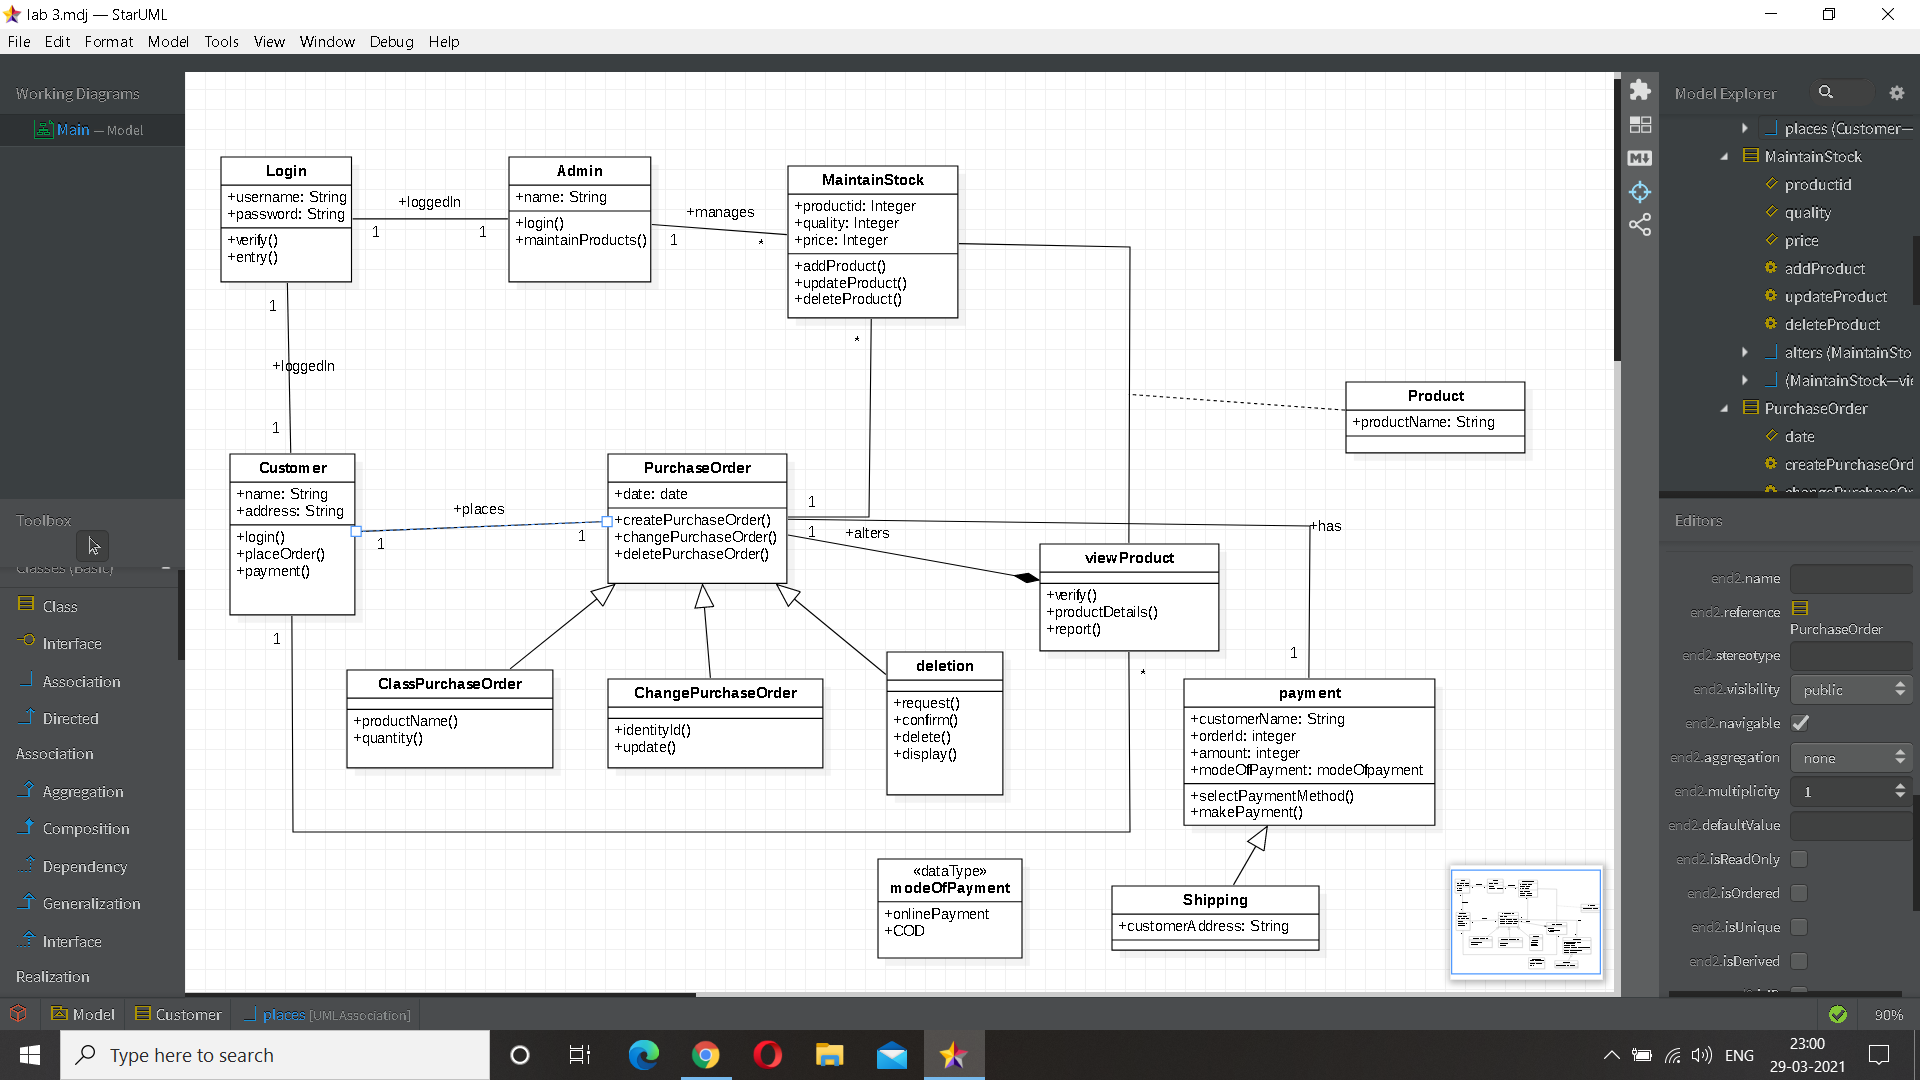 lab 3.mdj — StarUML
File Edit Format Model Tools View Window Debug Help
Working Diagrams
Main — Model
Toolbox
Classes (Basic)
Class
Interface
Association
Directed
Association
Aggregation
Composition
Dependency
Generalization
Interface
Realization
Login
+username: String
+password: String
+verify()
+entry()
+loggedIn
1
1
Admin
+name: String
+login()
+maintainProducts()
+manages
1
*
MaintainStock
+productid: Integer
+quality: Integer
+price: Integer
+addProduct()
+updateProduct()
+deleteProduct()
1
+loggedIn
1
*
Product
+productName: String
Customer
+name: String
+address: String
+login()
+placeOrder()
+payment()
+places
1
1
PurchaseOrder
+date: date
+createPurchaseOrder()
+changePurchaseOrder()
+deletePurchaseOrder()
1
1
+alters
+has
viewProduct
+verify()
+productDetails()
+report()
1
*
1
ClassPurchaseOrder
+productName()
+quantity()
ChangePurchaseOrder
+identityId()
+update()
deletion
+request()
+confirm()
+delete()
+display()
payment
+customerName: String
+orderId: integer
+amount: integer
+modeOfPayment: modeOfpayment
+selectPaymentMethod()
+makePayment()
«dataType»
modeOfPayment
+onlinePayment
+COD
Shipping
+customerAddress: String
Model Explorer
places (Customer—
MaintainStock
productid
quality
price
addProduct
updateProduct
deleteProduct
alters (MaintainSto
(MaintainStock—vie
PurchaseOrder
date
createPurchaseOrd
changePurchaseOr
Editors
end2.name
end2.reference
PurchaseOrder
end2.stereotype
end2.visibility public
end2.navigable
end2.aggregation none
end2.multiplicity 1
end2.defaultValue
end2.isReadOnly
end2.isOrdered
end2.isUnique
end2.isDerived
Model Customer places [UMLAssociation]
90%
Type here to search
ENG
23:00
29-03-2021